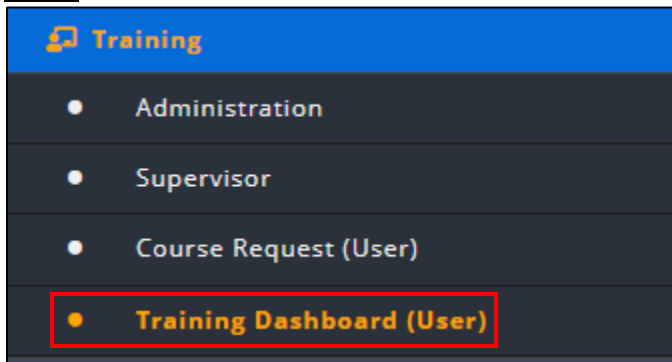 Training
Administration
Supervisor
Course Request (User)
Training Dashboard (User)